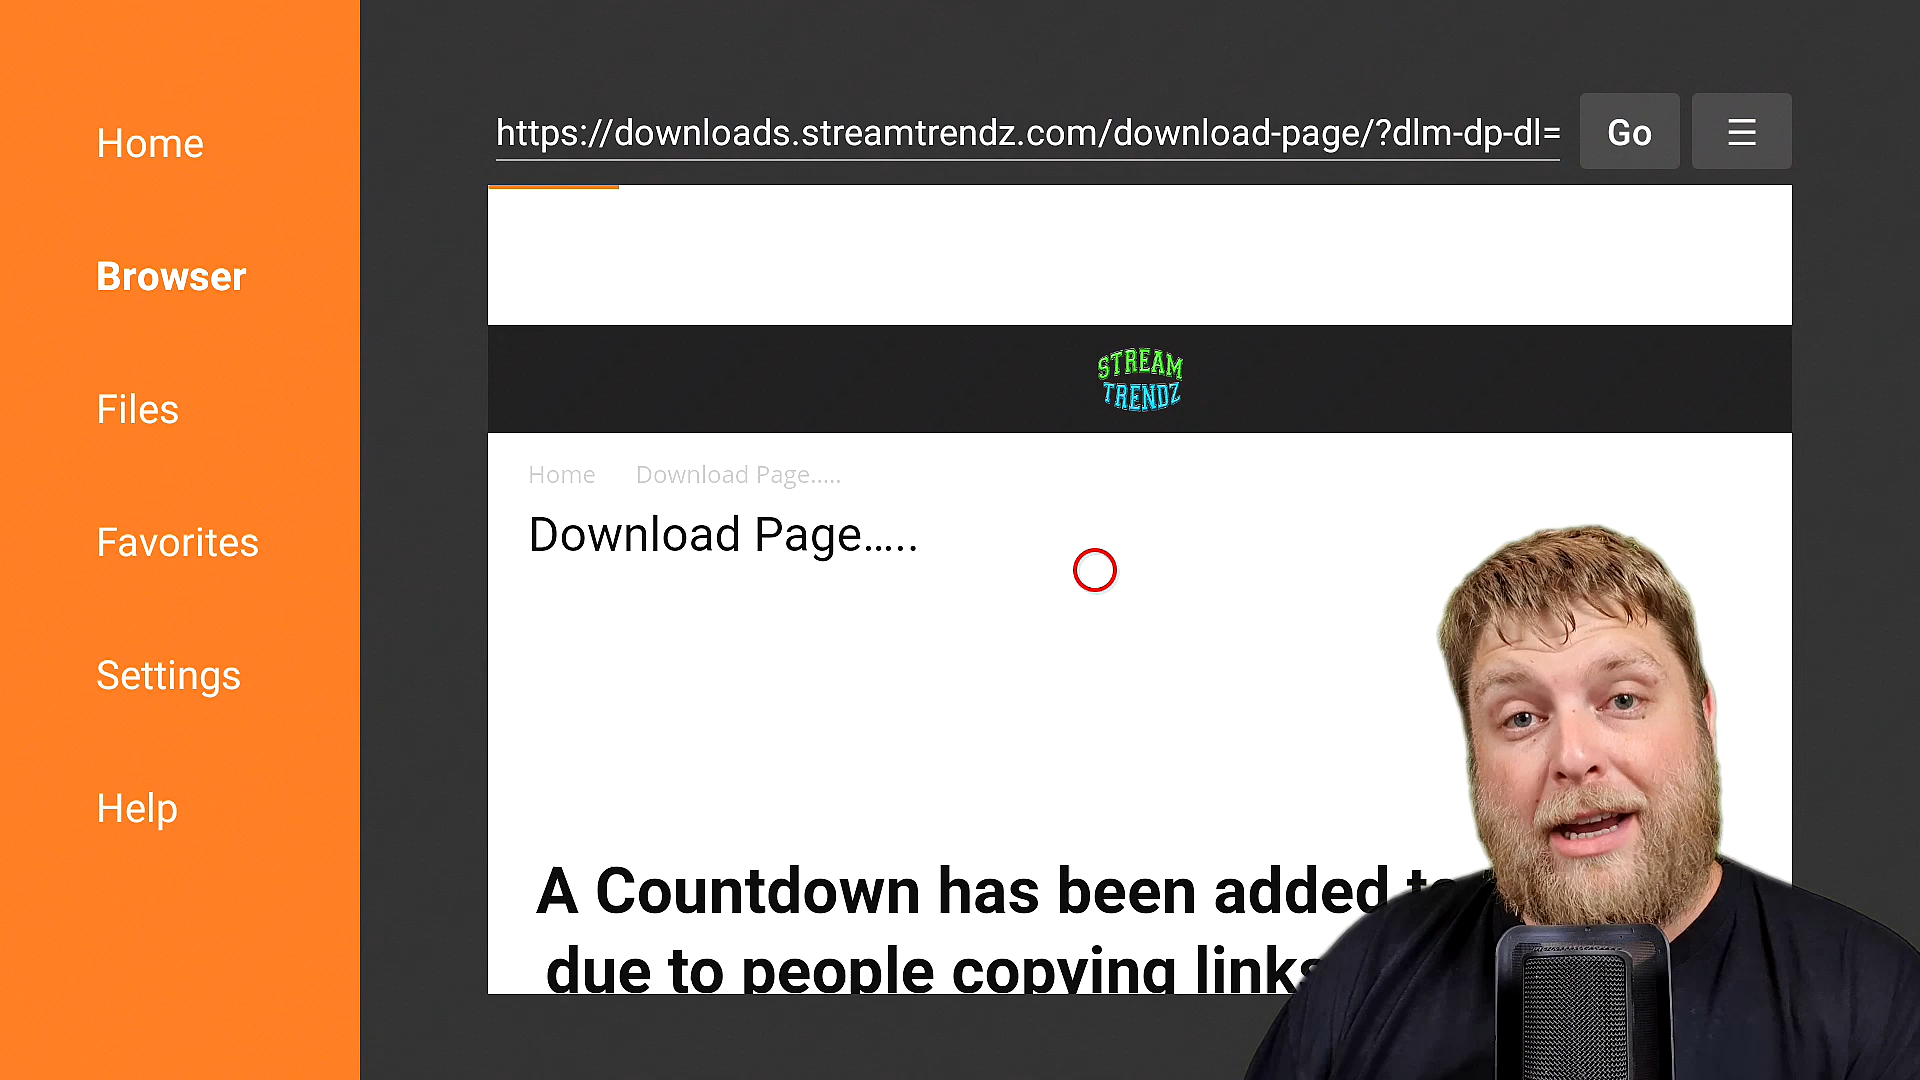 Home
Browser
Files
Favorites
Settings
Help
https://downloads.streamtrendz.com/download-page/?dlm-dp-dl=
Go
STREAM
TRENDZ
Home Download Page.....
Download Page.....
A Countdown has been added
due to people copying links